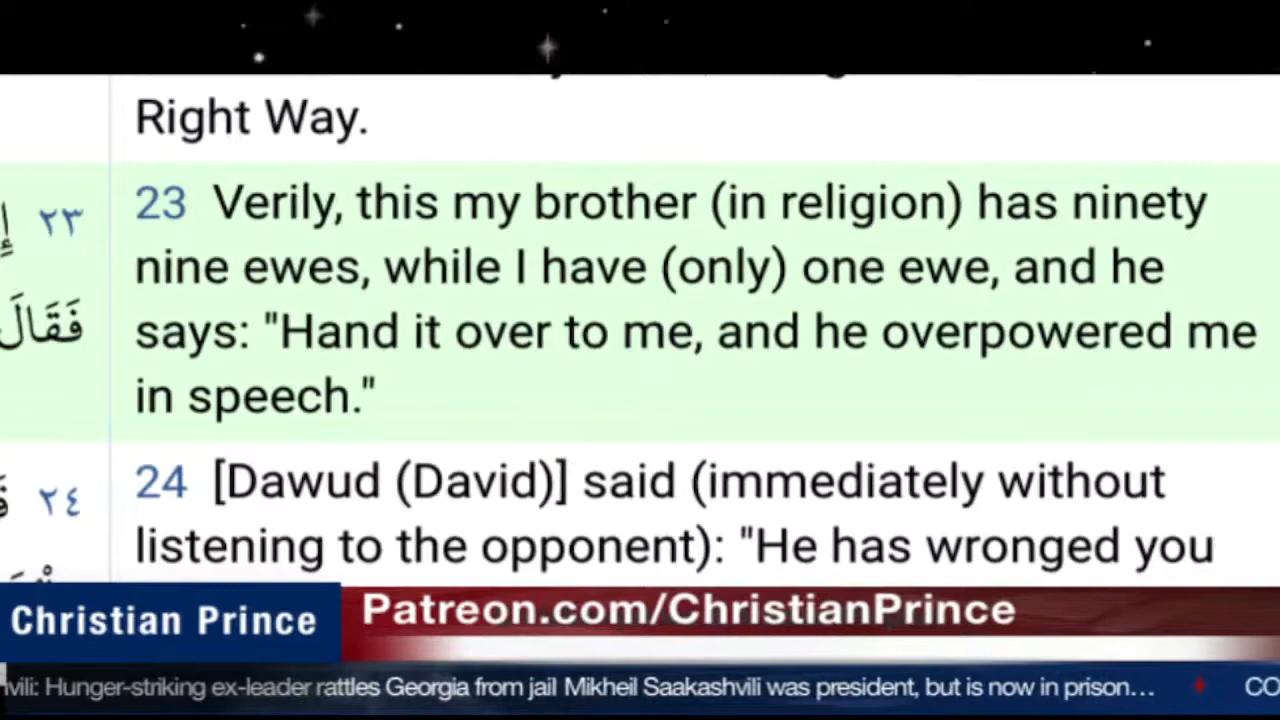 Right Way.
٢٣
23 Verily, this my brother (in religion) has ninety
nine ewes, while I have (only) one ewe, and he
فَقَالَ
says: "Hand it over to me, and he overpowered me
in speech."
٢٤
24 [Dawud (David)] said (immediately without
listening to the opponent): "He has wronged you
Christian Prince
Patreon.com/ChristianPrince
vili: Hunger-striking ex-leader rattles Georgia from jail Mikheil Saakashvili was president, but is now in prison... CO